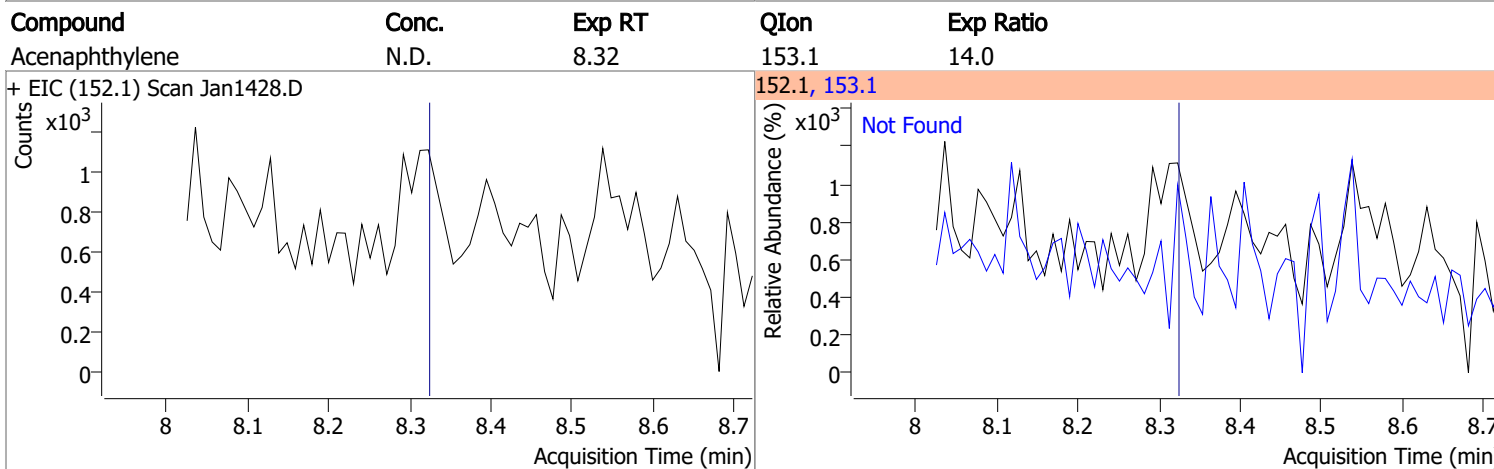 Compound Conc. Exp RT QIon Exp Ratio
Acenaphthylene N.D. 8.32 153.1 14.0
+ EIC (152.1) Scan Jan1428.D
Counts
x10³
1
0.8
0.6
0.4
0.2
0
8 8.1 8.2 8.3 8.4 8.5 8.6 8.7
Acquisition Time (min)
152.1, 153.1
Relative Abundance (%)
x10³
Not Found
1
0.8
0.6
0.4
0.2
0
8 8.1 8.2 8.3 8.4 8.5 8.6 8.7
Acquisition Time (min